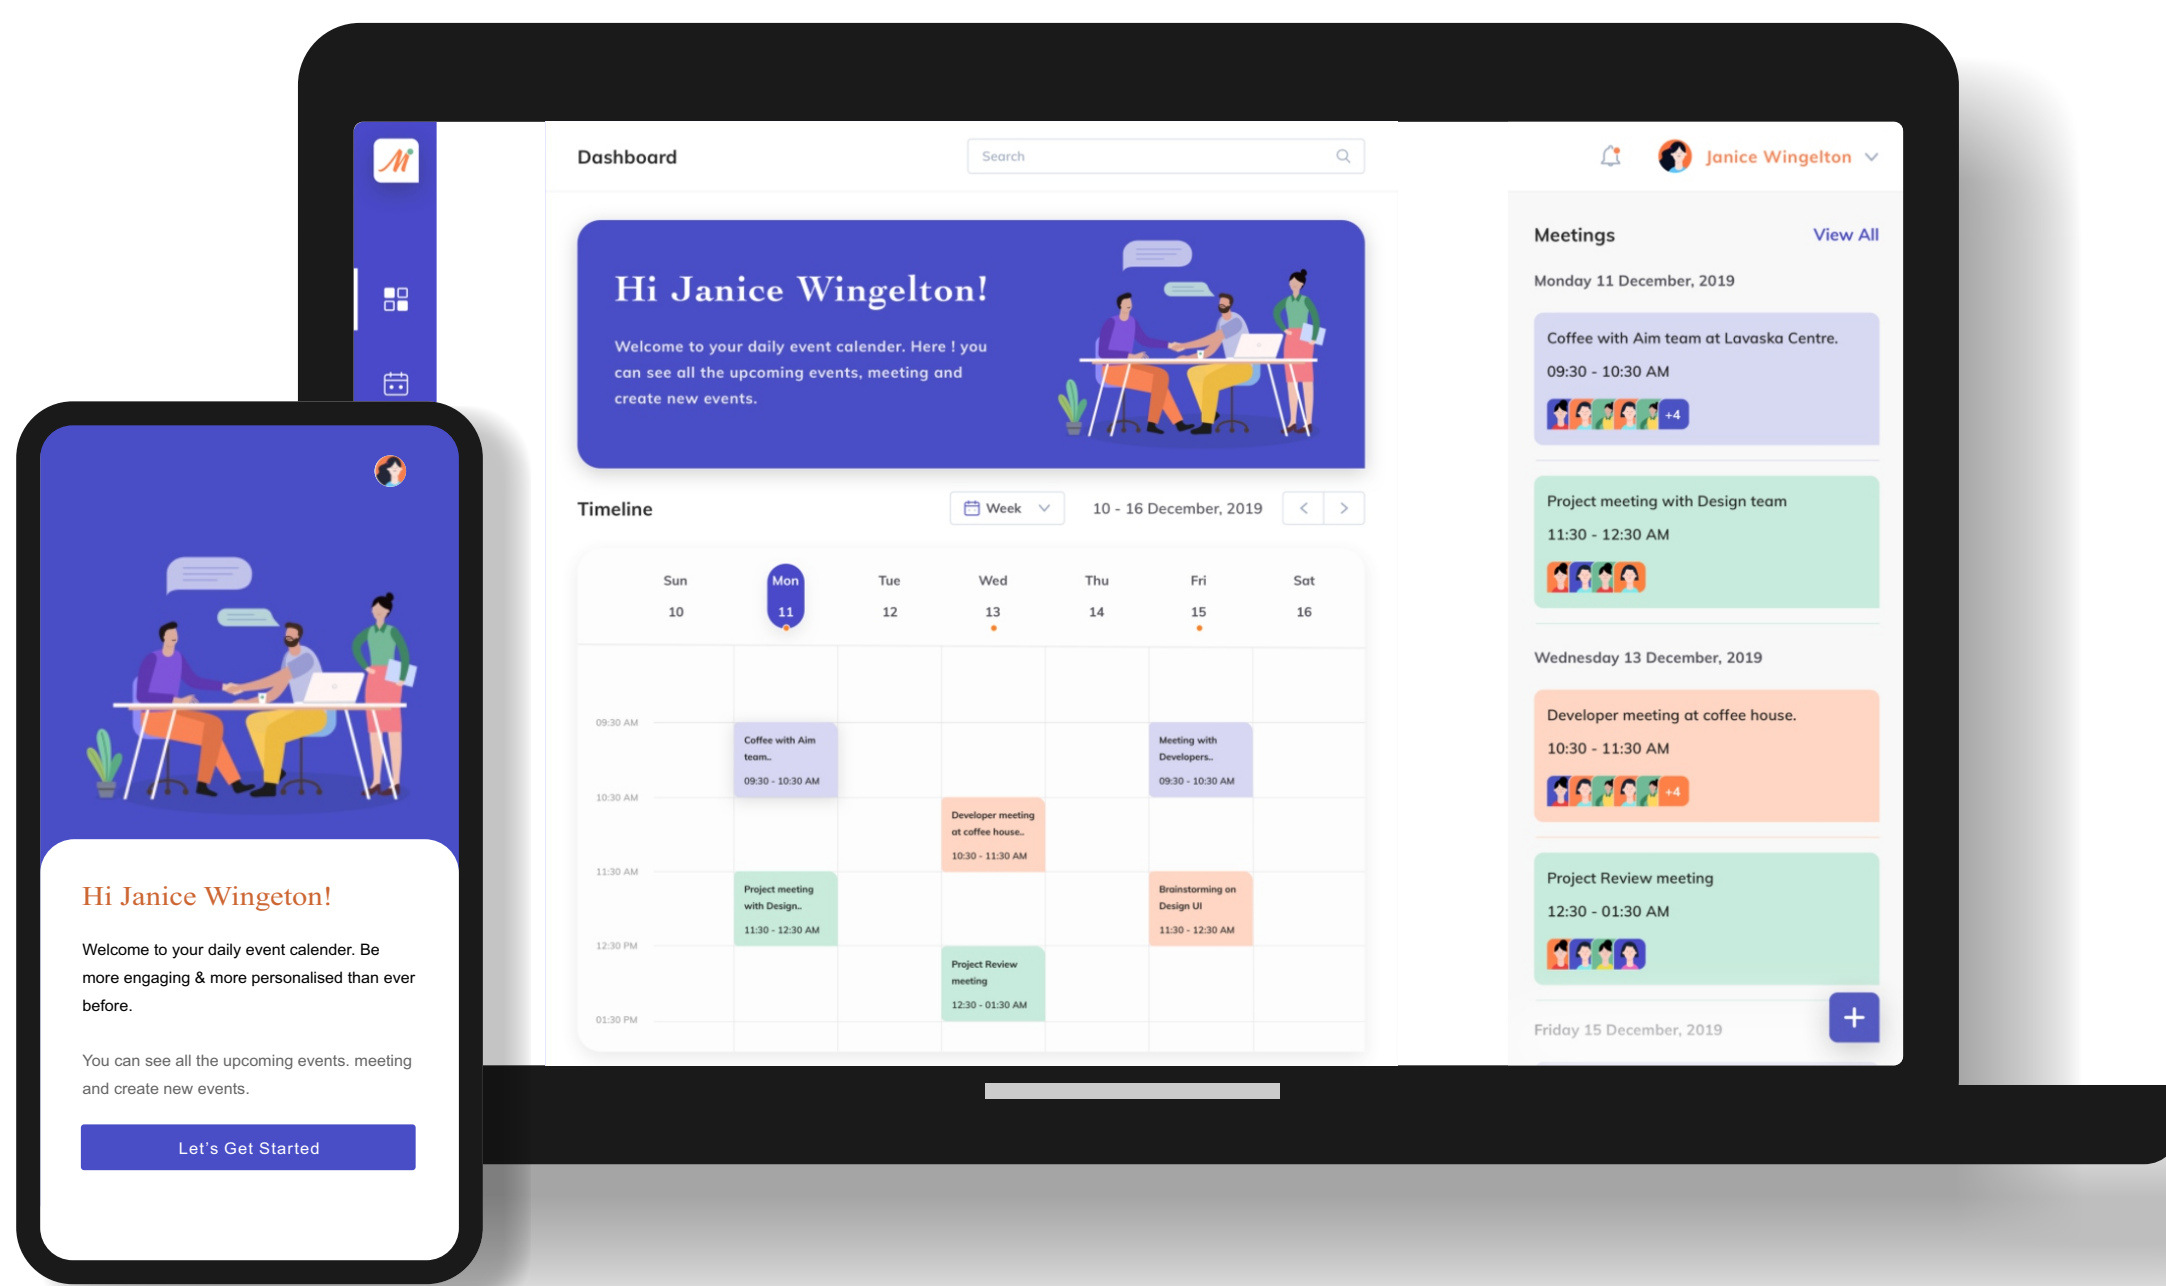 Dashboard
Search
Janice Wingelton
Hi Janice Wingelton!
Welcome to your daily event calender. Here ! you
can see all the upcoming events, meeting and
create new events.
Timeline
Week
10 - 16 December, 2019
Sun Mon Tue Wed Thu Fri Sat
10 11 12 13 14 15 16
09:30 AM
10:30 AM
11:30 AM
12:30 PM
01:30 PM
Coffee with Aim
team..
09:30 - 10:30 AM
Project meeting
with Design..
11:30 - 12:30 AM
Developer meeting
at coffee house..
10:30 - 11:30 AM
Project Review
meeting
12:30 - 01:30 AM
Meeting with
Developers..
09:30 - 10:30 AM
Brainstorming on
Design UI
11:30 - 12:30 AM
Meetings
View All
Monday 11 December, 2019
Coffee with Aim team at Lavaska Centre.
09:30 - 10:30 AM
+4
Project meeting with Design team
11:30 - 12:30 AM
Wednesday 13 December, 2019
Developer meeting at coffee house.
10:30 - 11:30 AM
+4
Project Review meeting
12:30 - 01:30 AM
Friday 15 December, 2019
+
Hi Janice Wingeton!
Welcome to your daily event calender. Be
more engaging & more personalised than ever
before.
You can see all the upcoming events. meeting
and create new events.
Let's Get Started